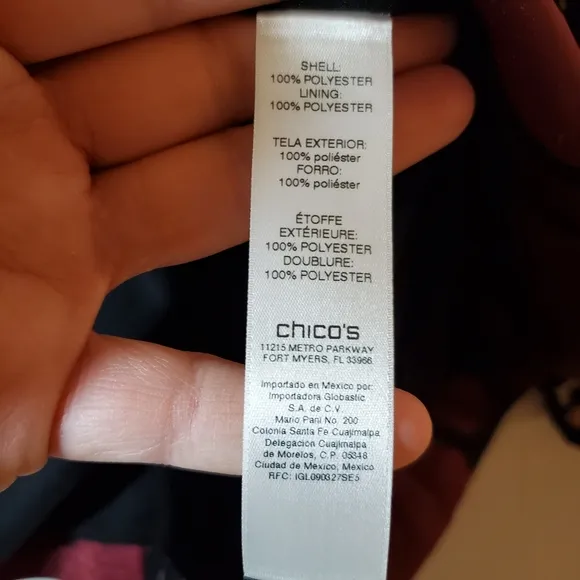 SHELL:
100% POLYESTER
LINING:
100% POLYESTER
TELA EXTERIOR:
100% poliéster
FORRO:
100% poliéster
ÉTOFFE
EXTÉRIEURE:
100% POLYESTER
DOUBLURE:
100% POLYESTER
chico's
11215 METRO PARKWAY
FORT MYERS, FL 33966
Importado en Mexico por:
Importadora Globastic
S.A. de C.V.
Mario Pani No. 200
Colonia Santa Fe Cuajimalpa
Delegación Cuajimalpa
de Morelos, C.P. 05348
Ciudad de México, México
RFC: IGL090327SE5